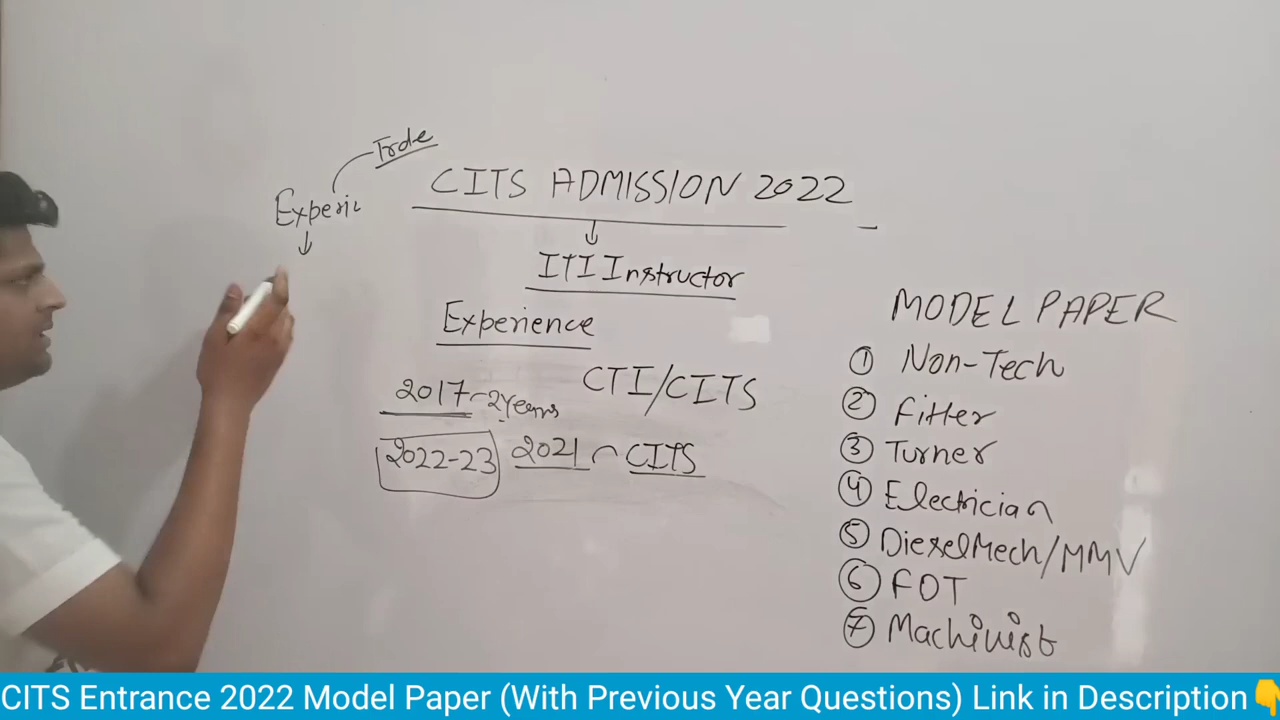 Trde
Experi
CITS ADMISSION 2022
ITI Instructor
Experience
CTI/CITS
2017-2Years
2022-23 2021 CITS
MODEL PAPER
① Non-Tech
② Fitter
③ Turner
④ Electrician
⑤ DieselMech/MMV
⑥ FOT
⑦ Machinist
CITS Entrance 2022 Model Paper (With Previous Year Questions) Link in Description👇